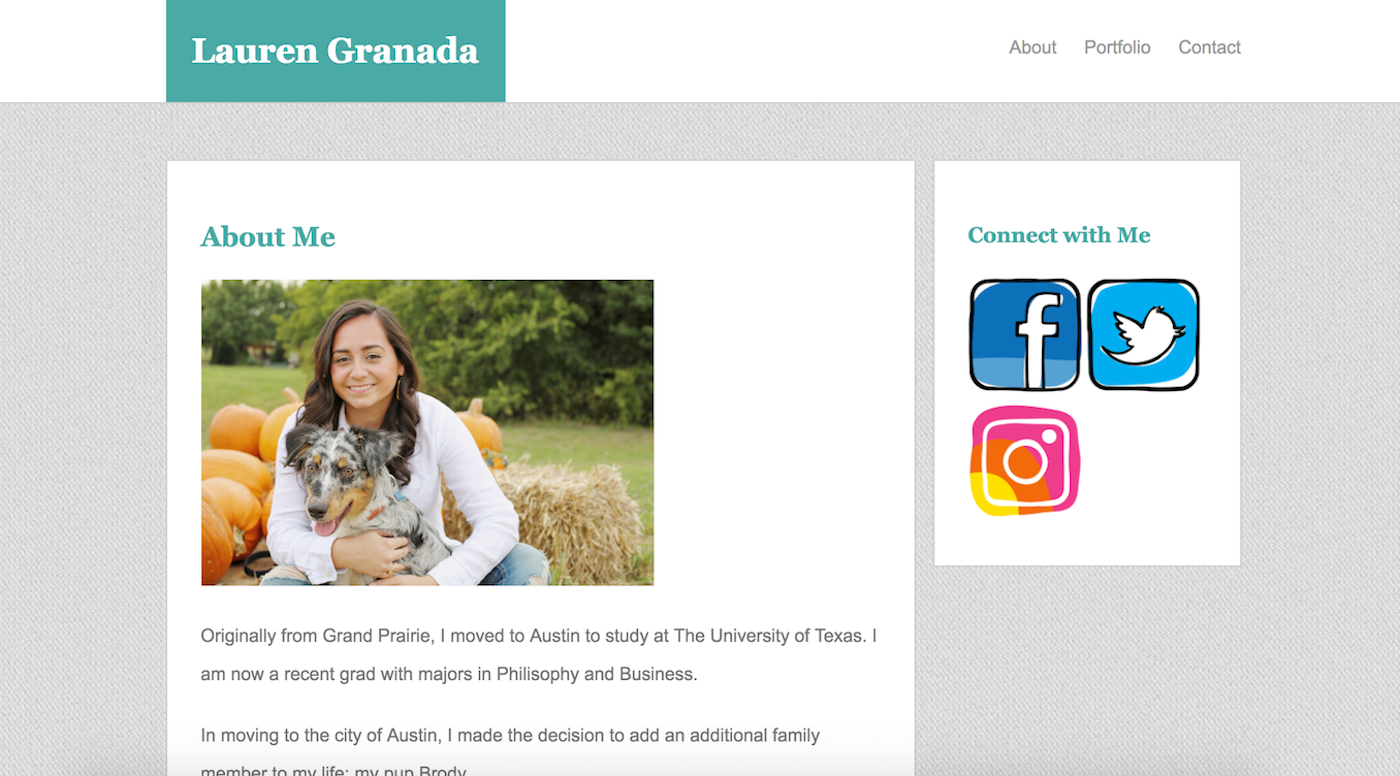 Lauren Granada
About Portfolio Contact
About Me
Originally from Grand Prairie, I moved to Austin to study at The University of Texas. I
am now a recent grad with majors in Philisophy and Business.
In moving to the city of Austin, I made the decision to add an additional family
member to my life: my pup Brody.
Connect with Me
f